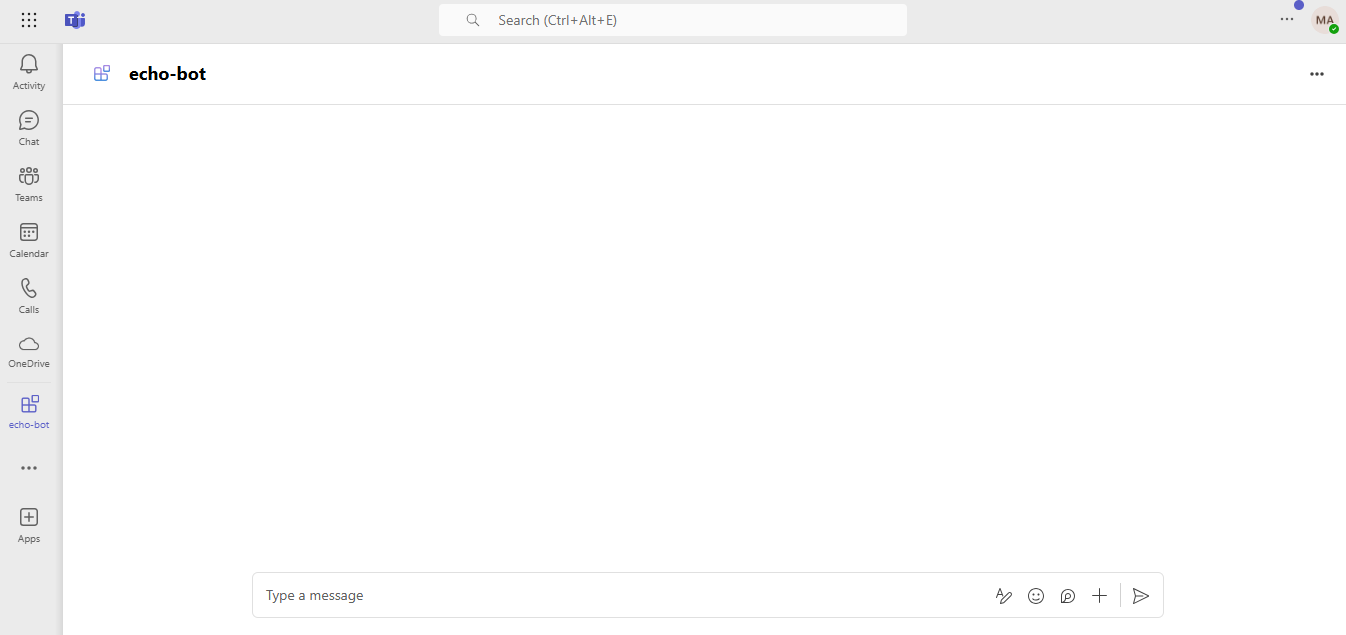 Search (Ctrl+Alt+E)
MA
Activity
Chat
Teams
Calendar
Calls
OneDrive
echo-bot
Apps
echo-bot
Type a message